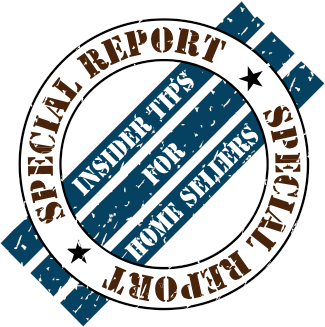 SPECIAL REPORT
INSIDER TIPS
FOR
HOME SELLERS
SPECIAL REPORT